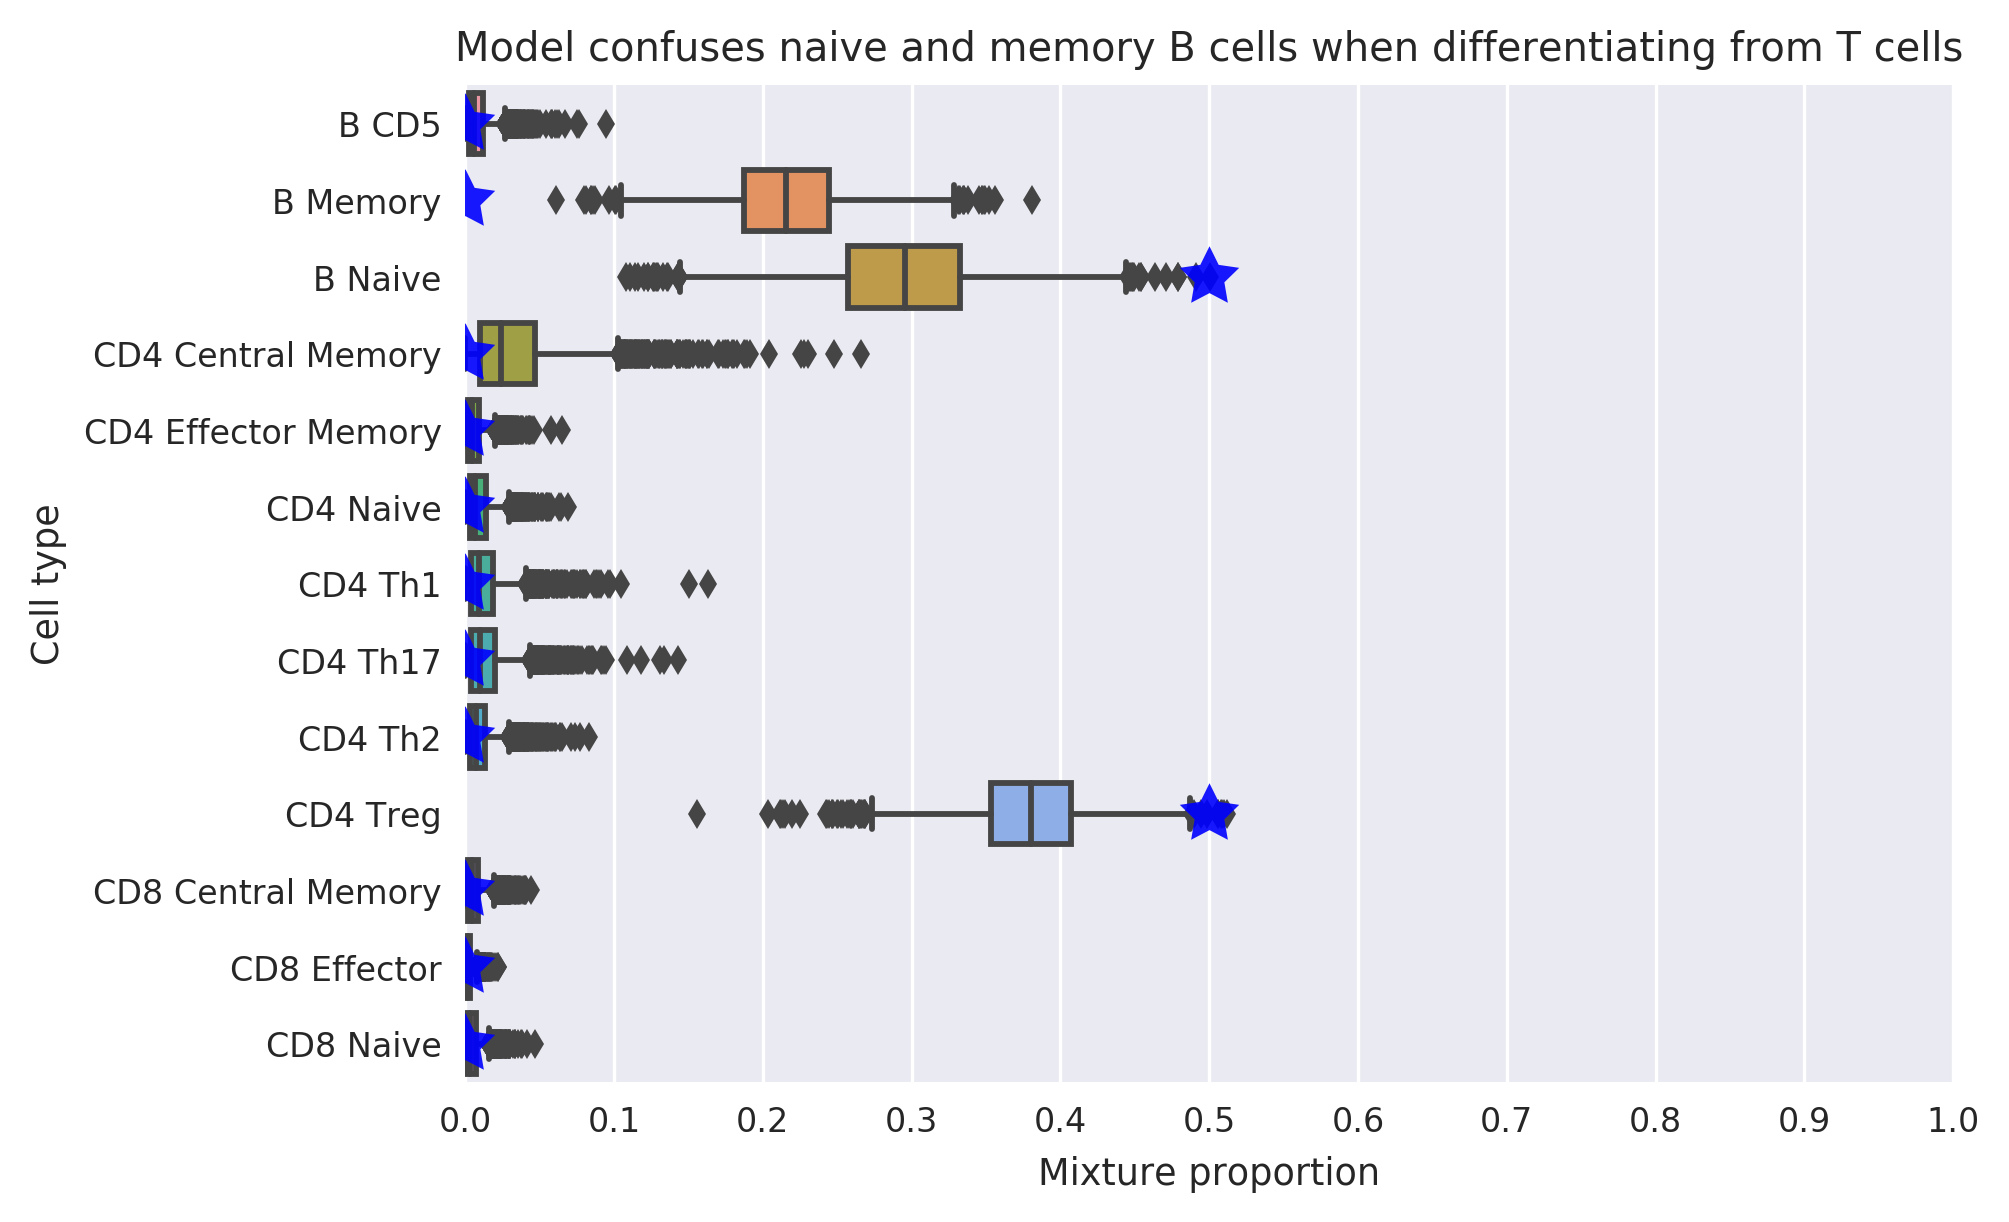 Model confuses naive and memory B cells when differentiating from T cells
Cell type
B CD5
B Memory
B Naive
CD4 Central Memory
CD4 Effector Memory
CD4 Naive
CD4 Th1
CD4 Th17
CD4 Th2
CD4 Treg
CD8 Central Memory
CD8 Effector
CD8 Naive
0.0 0.1 0.2 0.3 0.4 0.5 0.6 0.7 0.8 0.9 1.0
Mixture proportion